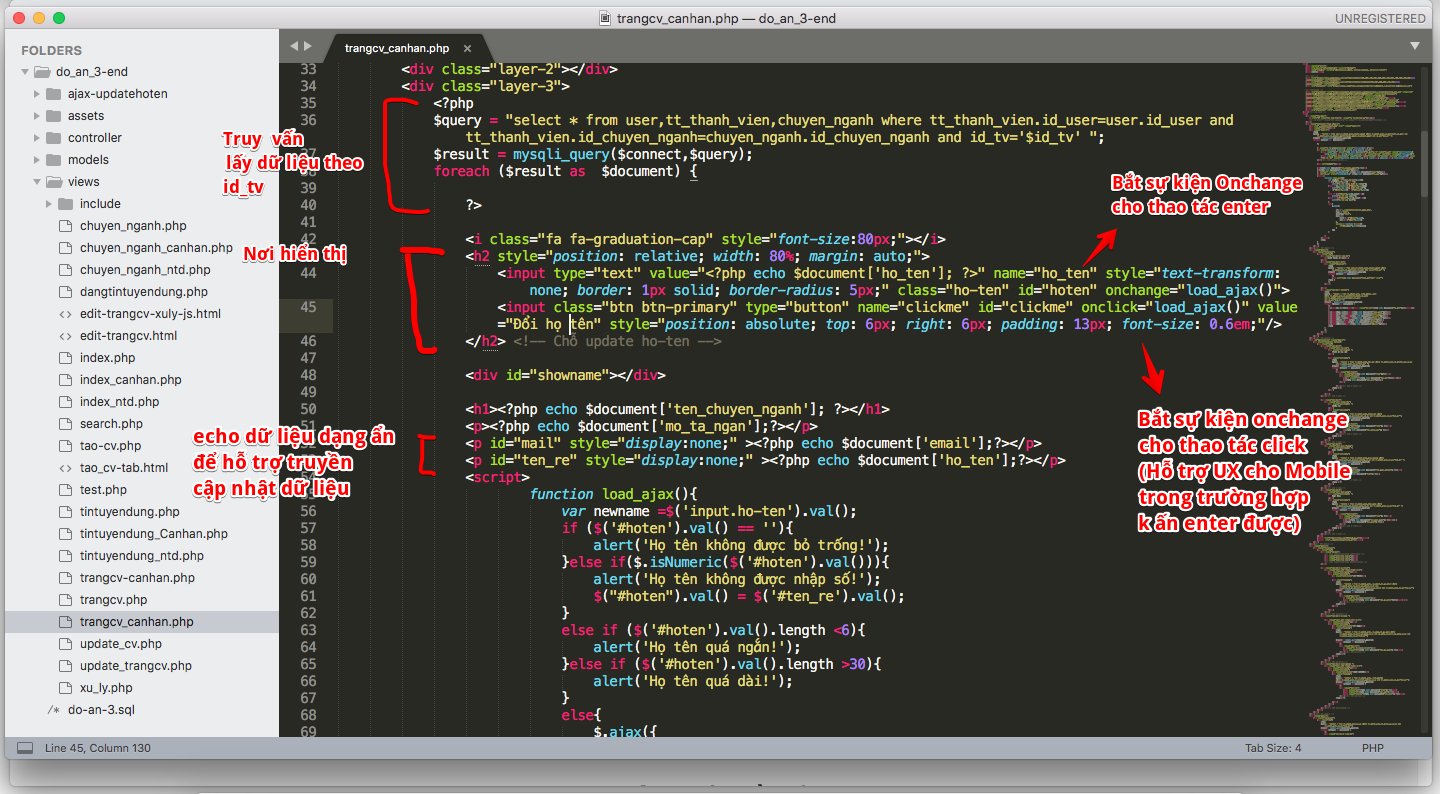 trangcv_canhan.php — do_an_3-end
UNREGISTERED
FOLDERS
do_an_3-end
ajax-updatehoten
assets
controller
models
views
include
chuyen_nganh.php
chuyen_nganh_canhan.php
chuyen_nganh_ntd.php
dangtintuyendung.php
edit-trangcv-xuly-js.html
edit-trangcv.html
index.php
index_canhan.php
index_ntd.php
search.php
tao-cv.php
tao_cv-tab.html
test.php
tintuyendung.php
tintuyendung_Canhan.php
tintuyendung_ntd.php
trangcv-canhan.php
trangcv.php
trangcv_canhan.php
update_cv.php
update_trangcv.php
xu_ly.php
/* do-an-3.sql
trangcv_canhan.php ×
33 <div class="layer-2"></div>
34 <div class="layer-3">
35 <?php
36 $query = "select * from user,tt_thanh_vien,chuyen_nganh where tt_thanh_vien.id_user=user.id_user and
tt_thanh_vien.id_chuyen_nganh=chuyen_nganh.id_chuyen_nganh and id_tv='$id_tv' ";
37 $result = mysqli_query($connect,$query);
38 foreach ($result as $document) {
39
40 ?>
41
42 <i class="fa fa-graduation-cap" style="font-size:80px;"></i>
<h2 style="position: relative; width: 80%; margin: auto;">
44 <input type="text" value="<?php echo $document['ho_ten']; ?>" name="ho_ten" style="text-transform:
none; border: 1px solid; border-radius: 5px;" class="ho-ten" id="hoten" onchange="load_ajax()">
45 <input class="btn btn-primary" type="button" name="clickme" id="clickme" onclick="load_ajax()" value
="Đổi họ tên" style="position: absolute; top: 6px; right: 6px; padding: 13px; font-size: 0.6em;"/>
46 </h2> <!-- Chỗ update ho-ten -->
47
48 <div id="showname"></div>
49
50 <h1><?php echo $document['ten_chuyen_nganh']; ?></h1>
51 <p><?php echo $document['mo_ta_ngan'];?></p>
<p id="mail" style="display:none;" ><?php echo $document['email'];?></p>
<p id="ten_re" style="display:none;" ><?php echo $document['ho_ten'];?></p>
<script>
function load_ajax(){
56 var newname =$('input.ho-ten').val();
57 if ($('#hoten').val() == ''){
58 alert('Họ tên không được bỏ trống!');
59 }else if($.isNumeric($('#hoten').val())){
60 alert('Họ tên không được nhập số!');
61 $("#hoten").val() = $('#ten_re').val();
62 }
63 else if ($('#hoten').val().length <6){
64 alert('Họ tên quá ngắn!');
65 }else if ($('#hoten').val().length >30){
66 alert('Họ tên quá dài!');
67 }
68 else{
69 $.ajax({
Truy vấn
lấy dữ liệu theo
id_tv
Nơi hiển thị
echo dữ liệu dạng ẩn
để hỗ trợ truyền
cập nhật dữ liệu
Bắt sự kiện Onchange
cho thao tác enter
Bắt sự kiện onchange
cho thao tác click
(Hỗ trợ UX cho Mobile
trong trường hợp
k ấn enter được)
Line 45, Column 130
Tab Size: 4
PHP